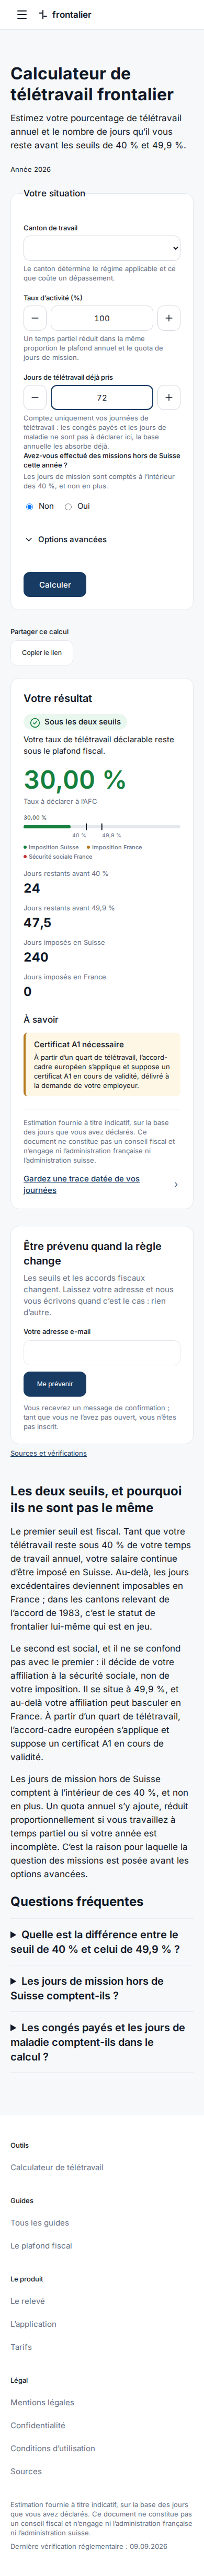 frontalier
Calculateur de
télétravail frontalier
Estimez votre pourcentage de télétravail
annuel et le nombre de jours qu’il vous
reste avant les seuils de 40 % et 49,9 %.
Année 2026
Votre situation
Canton de travail
Le canton détermine le régime applicable et ce
que coûte un dépassement.
Taux d’activité (%)
100
Un temps partiel réduit dans la même
proportion le plafond annuel et le quota de
jours de mission.
Jours de télétravail déjà pris
72
Comptez uniquement vos journées de
télétravail : les congés payés et les jours de
maladie ne sont pas à déclarer ici, la base
annuelle les absorbe déjà.
Avez-vous effectué des missions hors de Suisse
cette année ?
Les jours de mission sont comptés à l’intérieur
des 40 %, et non en plus.
Non
Oui
Options avancées
Calculer
Partager ce calcul
Copier le lien
Votre résultat
Sous les deux seuils
Votre taux de télétravail déclarable reste
sous le plafond fiscal.
30,00 %
Taux à déclarer à l’AFC
30,00 %
40 %
49,9 %
Imposition Suisse
Imposition France
Sécurité sociale France
Jours restants avant 40 %
24
Jours restants avant 49,9 %
47,5
Jours imposés en Suisse
240
Jours imposés en France
0
À savoir
Certificat A1 nécessaire
À partir d’un quart de télétravail, l’accord-
cadre européen s’applique et suppose un
certificat A1 en cours de validité, délivré à
la demande de votre employeur.
Estimation fournie à titre indicatif, sur la base
des jours que vous avez déclarés. Ce
document ne constitue pas un conseil fiscal et
n’engage ni l’administration française ni
l’administration suisse.
Gardez une trace datée de vos
journées
Être prévenu quand la règle
change
Les seuils et les accords fiscaux
changent. Laissez votre adresse et nous
vous écrivons quand c’est le cas : rien
d’autre.
Votre adresse e-mail
Me prévenir
Vous recevrez un message de confirmation ;
tant que vous ne l’avez pas ouvert, vous n’êtes
pas inscrit.
Sources et vérifications
Les deux seuils, et pourquoi
ils ne sont pas le même
Le premier seuil est fiscal. Tant que votre
télétravail reste sous 40 % de votre temps
de travail annuel, votre salaire continue
d’être imposé en Suisse. Au-delà, les jours
excédentaires deviennent imposables en
France ; dans les cantons relevant de
l’accord de 1983, c’est le statut de
frontalier lui-même qui est en jeu.
Le second est social, et il ne se confond
pas avec le premier : il décide de votre
affiliation à la sécurité sociale, non de
votre imposition. Il se situe à 49,9 %, et
au-delà votre affiliation peut basculer en
France. À partir d’un quart de télétravail,
l’accord-cadre européen s’applique et
suppose un certificat A1 en cours de
validité.
Les jours de mission hors de Suisse
comptent à l’intérieur de ces 40 %, et non
en plus. Un quota annuel s’y ajoute, réduit
proportionnellement si vous travaillez à
temps partiel ou si votre année est
incomplète. C’est la raison pour laquelle la
question des missions est posée avant les
options avancées.
Questions fréquentes
Quelle est la différence entre le
seuil de 40 % et celui de 49,9 % ?
Les jours de mission hors de
Suisse comptent-ils ?
Les congés payés et les jours de
maladie comptent-ils dans le
calcul ?
Outils
Calculateur de télétravail
Guides
Tous les guides
Le plafond fiscal
Le produit
Le relevé
L’application
Tarifs
Légal
Mentions légales
Confidentialité
Conditions d’utilisation
Sources
Estimation fournie à titre indicatif, sur la base des jours
que vous avez déclarés. Ce document ne constitue pas
un conseil fiscal et n’engage ni l’administration française
ni l’administration suisse.
Dernière vérification réglementaire : 09.09.2026